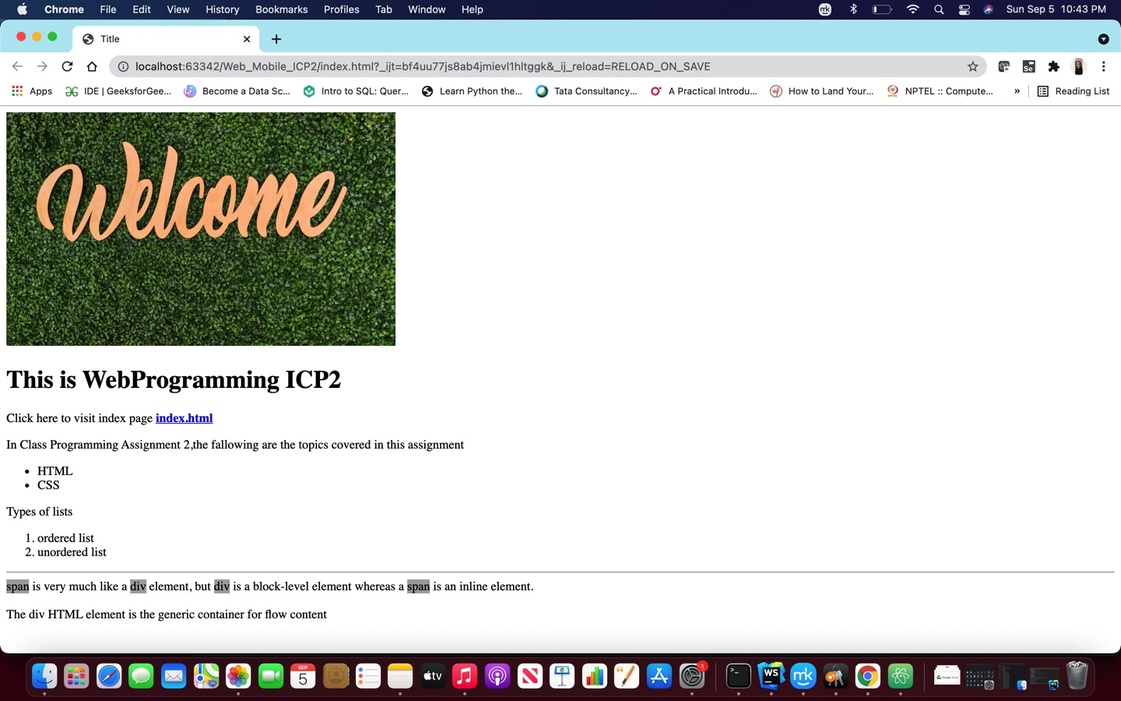 Chrome File Edit View History Bookmarks Profiles Tab Window Help mk Sun Sep 5 10:43 PM
Title
localhost:63342/Web_Mobile_ICP2/index.html?_ijt=bf4uu77js8ab4jmievl1hltggk&_ij_reload=RELOAD_ON_SAVE
Apps IDE | GeeksforGee... Become a Data Sc... Intro to SQL: Quer... Learn Python the... Tata Consultancy... A Practical Introdu... How to Land Your... NPTEL :: Compute... » Reading List
Welcome
This is WebProgramming ICP2
Click here to visit index page index.html
In Class Programming Assignment 2,the fallowing are the topics covered in this assignment
• HTML
• CSS
Types of lists
1. ordered list
2. unordered list
span is very much like a div element, but div is a block-level element whereas a span is an inline element.
The div HTML element is the generic container for flow content
SEP 5 tv 1 WS mk